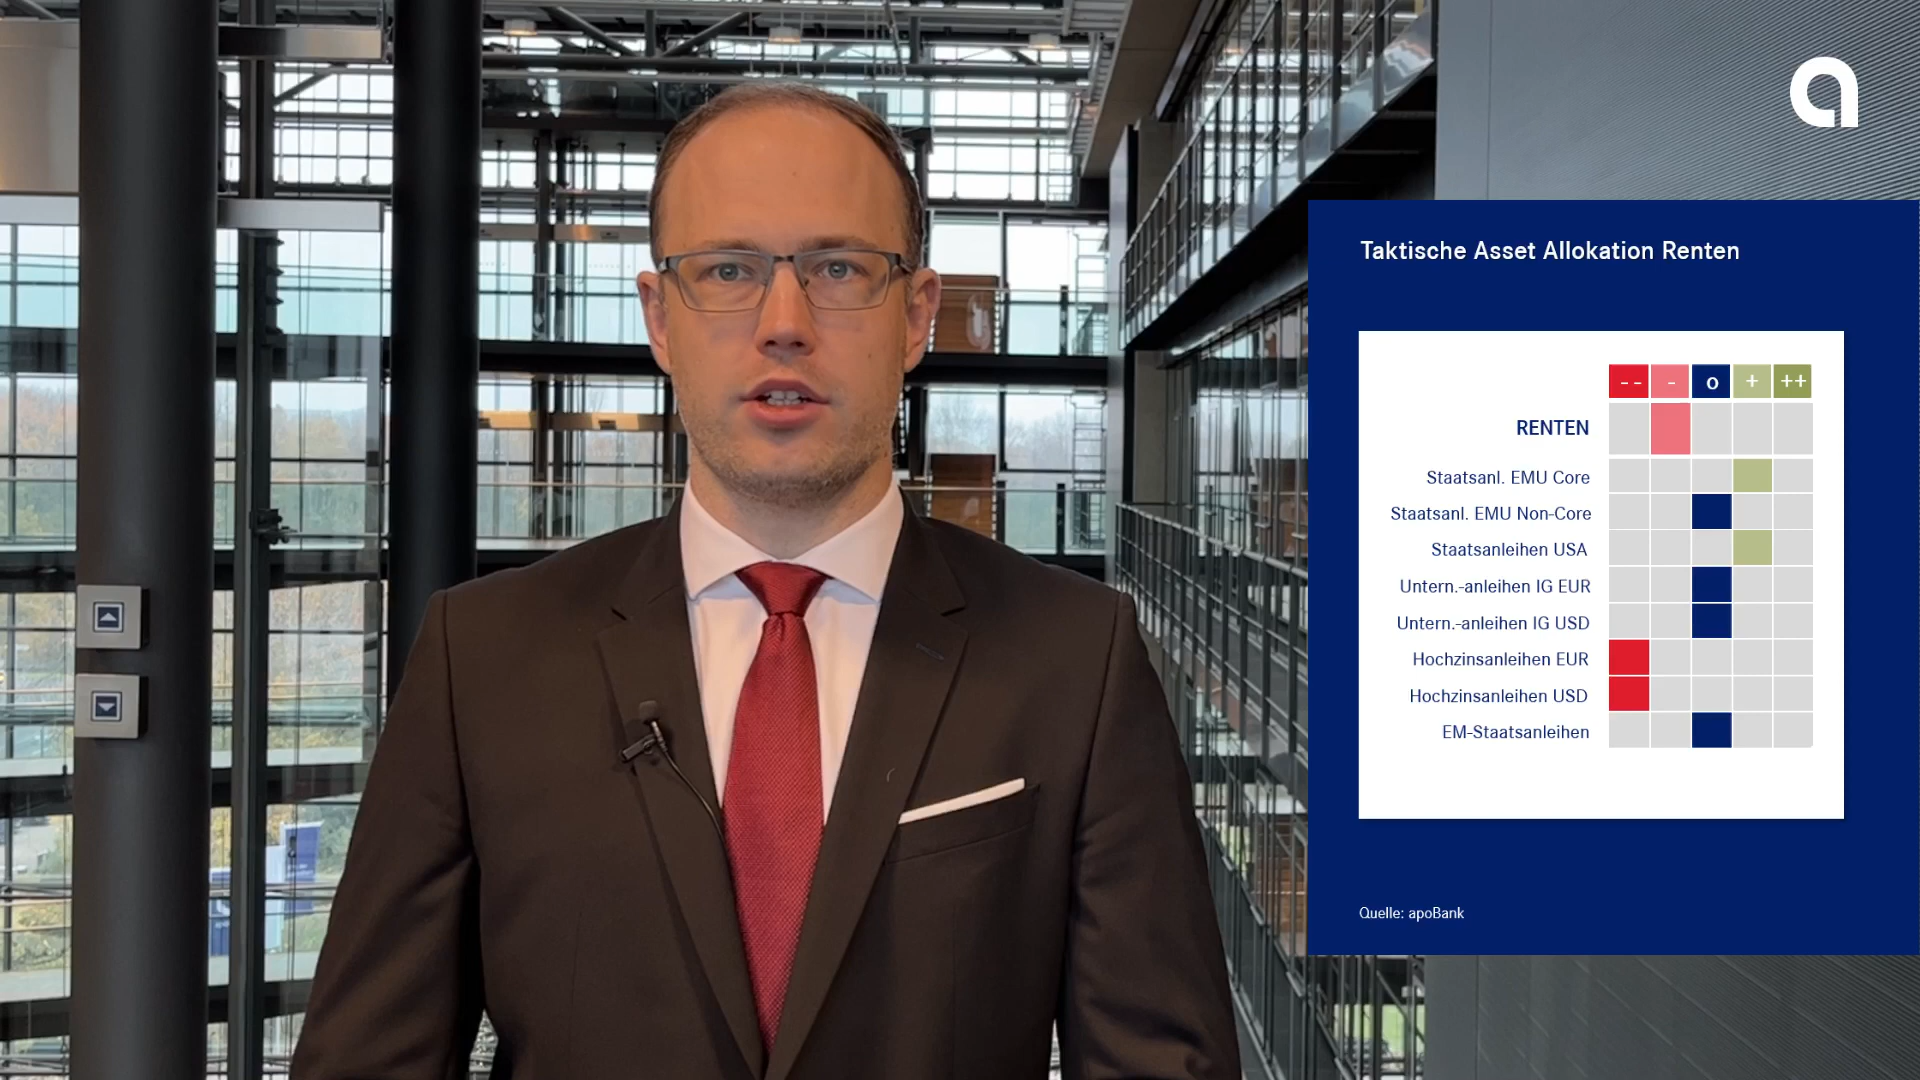 Taktische Asset Allokation Renten
-- - o + ++
RENTEN
Staatsanl. EMU Core
Staatsanl. EMU Non-Core
Staatsanleihen USA
Untern.-anleihen IG EUR
Untern.-anleihen IG USD
Hochzinsanleihen EUR
Hochzinsanleihen USD
EM-Staatsanleihen
Quelle: apoBank